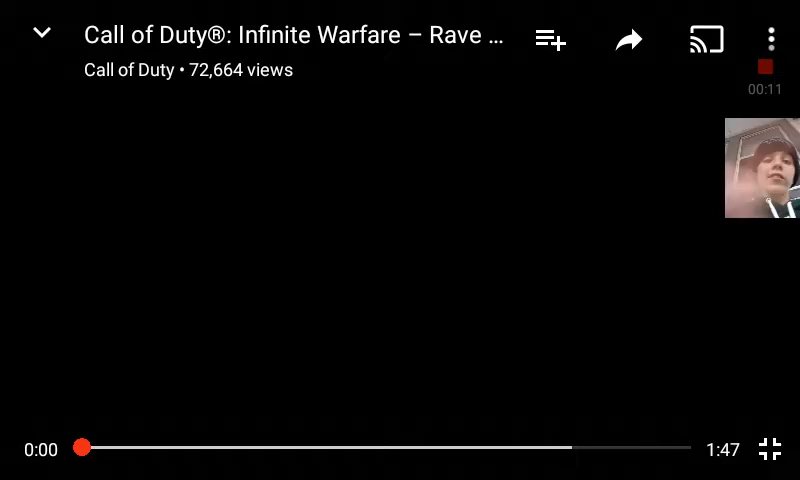 Call of Duty®: Infinite Warfare – Rave ...
Call of Duty • 72,664 views
00:11
0:00
1:47